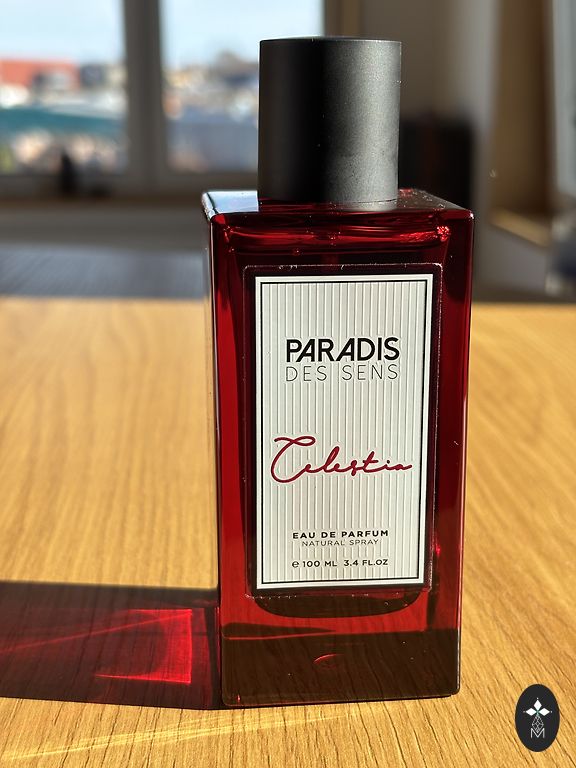 PARADIS
DES SENS
Celestia
EAU DE PARFUM
NATURAL SPRAY
℮ 100 ML 3.4 FL.OZ
M